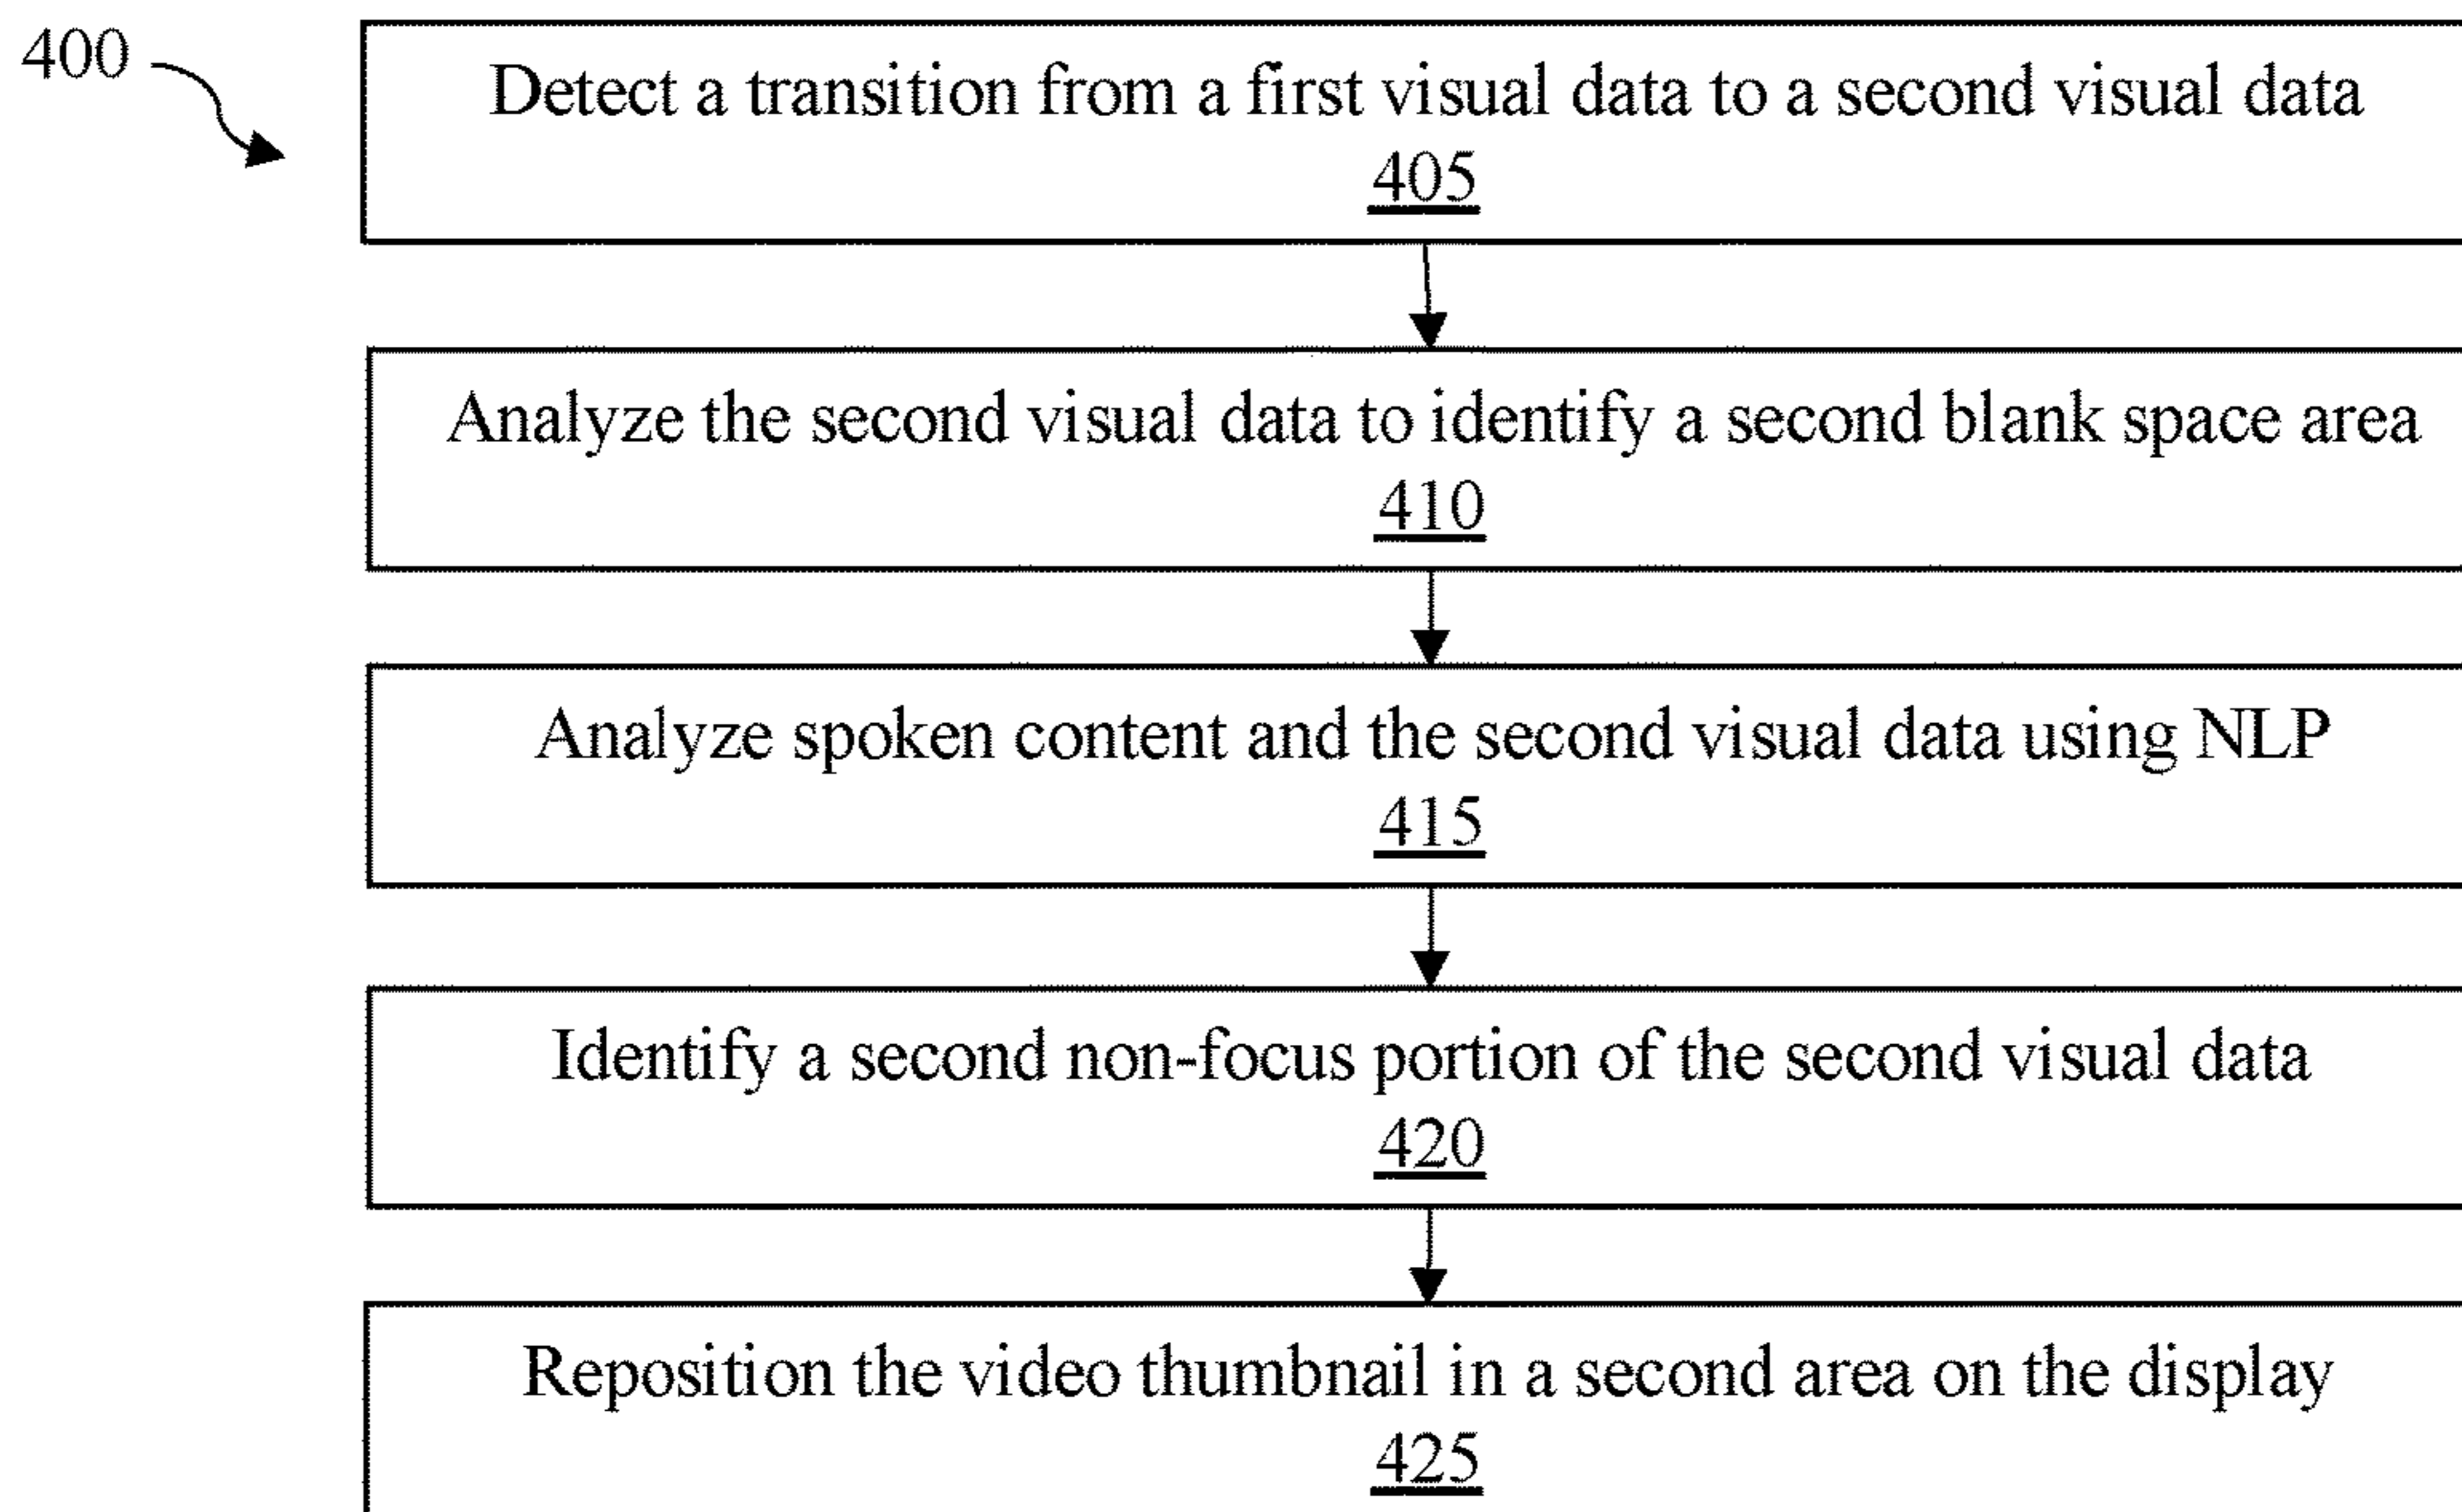 400
Detect a transition from a first visual data to a second visual data
405
Analyze the second visual data to identify a second blank space area
410
Analyze spoken content and the second visual data using NLP
415
Identify a second non-focus portion of the second visual data
420
Reposition the video thumbnail in a second area on the display
425